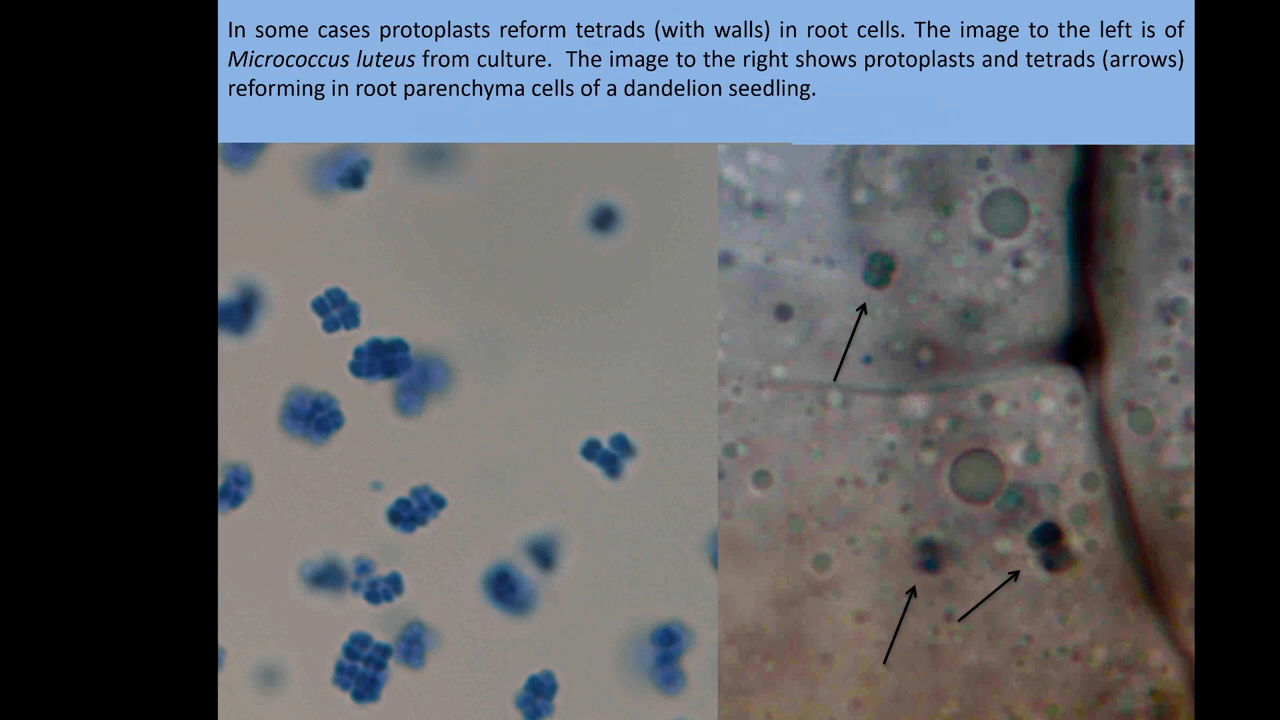 In some cases protoplasts reform tetrads (with walls) in root cells. The image to the left is of
Micrococcus luteus from culture.  The image to the right shows protoplasts and tetrads (arrows)
reforming in root parenchyma cells of a dandelion seedling.